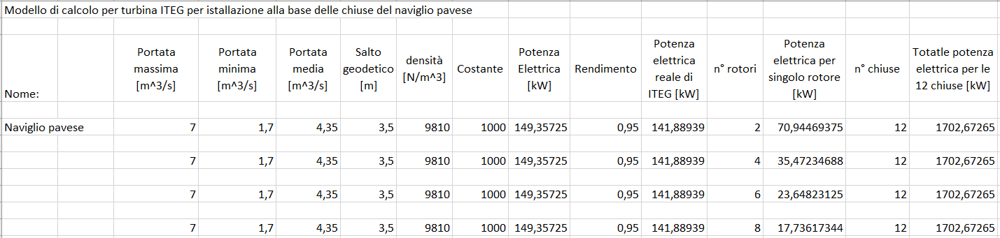 Modello di calcolo per turbina ITEG per istallazione alla base delle chiuse del naviglio pavese
Nome: Portata massima [m^3/s] Portata minima [m^3/s] Portata media [m^3/s] Salto geodetico [m] densità [N/m^3] Costante Potenza Elettrica [kW] Rendimento Potenza elettrica reale di ITEG [kW] n° rotori Potenza elettrica per singolo rotore [kW] n° chiuse Totatle potenza elettrica per le 12 chiuse [kW]
Naviglio pavese 7 1,7 4,35 3,5 9810 1000 149,35725 0,95 141,88939 2 70,94469375 12 1702,67265
7 1,7 4,35 3,5 9810 1000 149,35725 0,95 141,88939 4 35,47234688 12 1702,67265
7 1,7 4,35 3,5 9810 1000 149,35725 0,95 141,88939 6 23,64823125 12 1702,67265
7 1,7 4,35 3,5 9810 1000 149,35725 0,95 141,88939 8 17,73617344 12 1702,67265